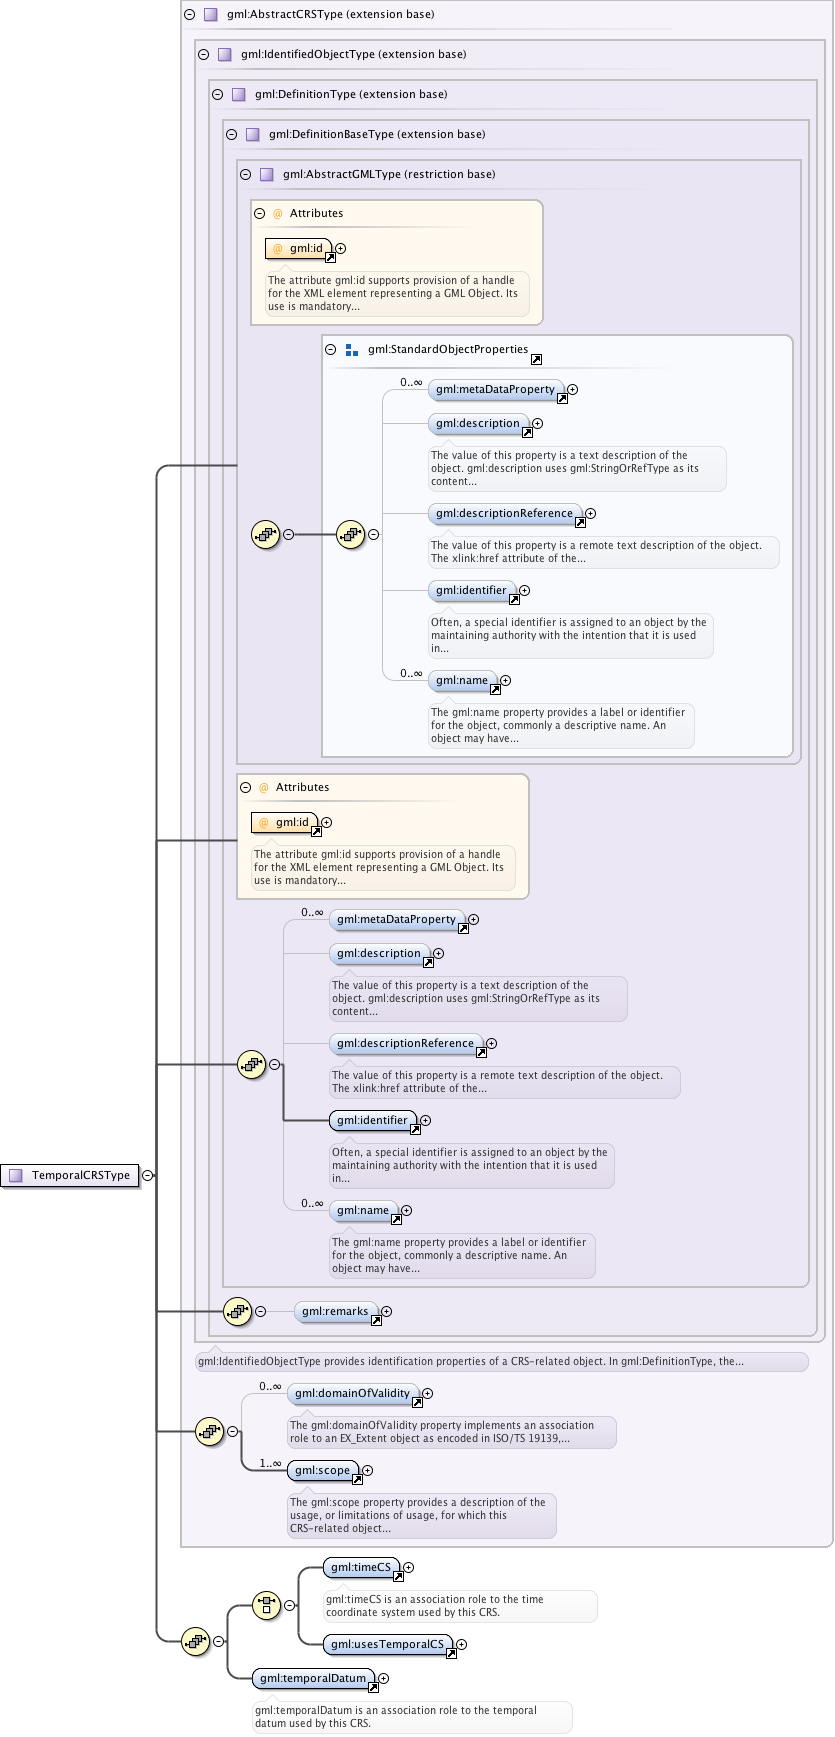 gml:AbstractCRSType (extension base)
gml:IdentifiedObjectType (extension base)
gml:DefinitionType (extension base)
gml:DefinitionBaseType (extension base)
gml:AbstractGMLType (restriction base)
@ Attributes
@ gml:id
The attribute gml:id supports provision of a handle
for the XML element representing a GML Object. Its
use is mandatory...
gml:StandardObjectProperties
0..∞
gml:metaDataProperty
gml:description
The value of this property is a text description of the
object. gml:description uses gml:StringOrRefType as its
content...
gml:descriptionReference
The value of this property is a remote text description of the object.
The xlink:href attribute of the...
gml:identifier
Often, a special identifier is assigned to an object by the
maintaining authority with the intention that it is used
in...
0..∞
gml:name
The gml:name property provides a label or identifier
for the object, commonly a descriptive name. An
object may have...
@ Attributes
@ gml:id
The attribute gml:id supports provision of a handle
for the XML element representing a GML Object. Its
use is mandatory...
0..∞
gml:metaDataProperty
gml:description
The value of this property is a text description of the
object. gml:description uses gml:StringOrRefType as its
content...
gml:descriptionReference
The value of this property is a remote text description of the object.
The xlink:href attribute of the...
gml:identifier
Often, a special identifier is assigned to an object by the
maintaining authority with the intention that it is used
in...
TemporalCRSType
0..∞
gml:name
The gml:name property provides a label or identifier
for the object, commonly a descriptive name. An
object may have...
gml:remarks
gml:IdentifiedObjectType provides identification properties of a CRS-related object. In gml:DefinitionType, the...
0..∞
gml:domainOfValidity
The gml:domainOfValidity property implements an association
role to an EX_Extent object as encoded in ISO/TS 19139,...
1..∞
gml:scope
The gml:scope property provides a description of the
usage, or limitations of usage, for which this
CRS-related object...
gml:timeCS
gml:timeCS is an association role to the time
coordinate system used by this CRS.
gml:usesTemporalCS
gml:temporalDatum
gml:temporalDatum is an association role to the temporal
datum used by this CRS.